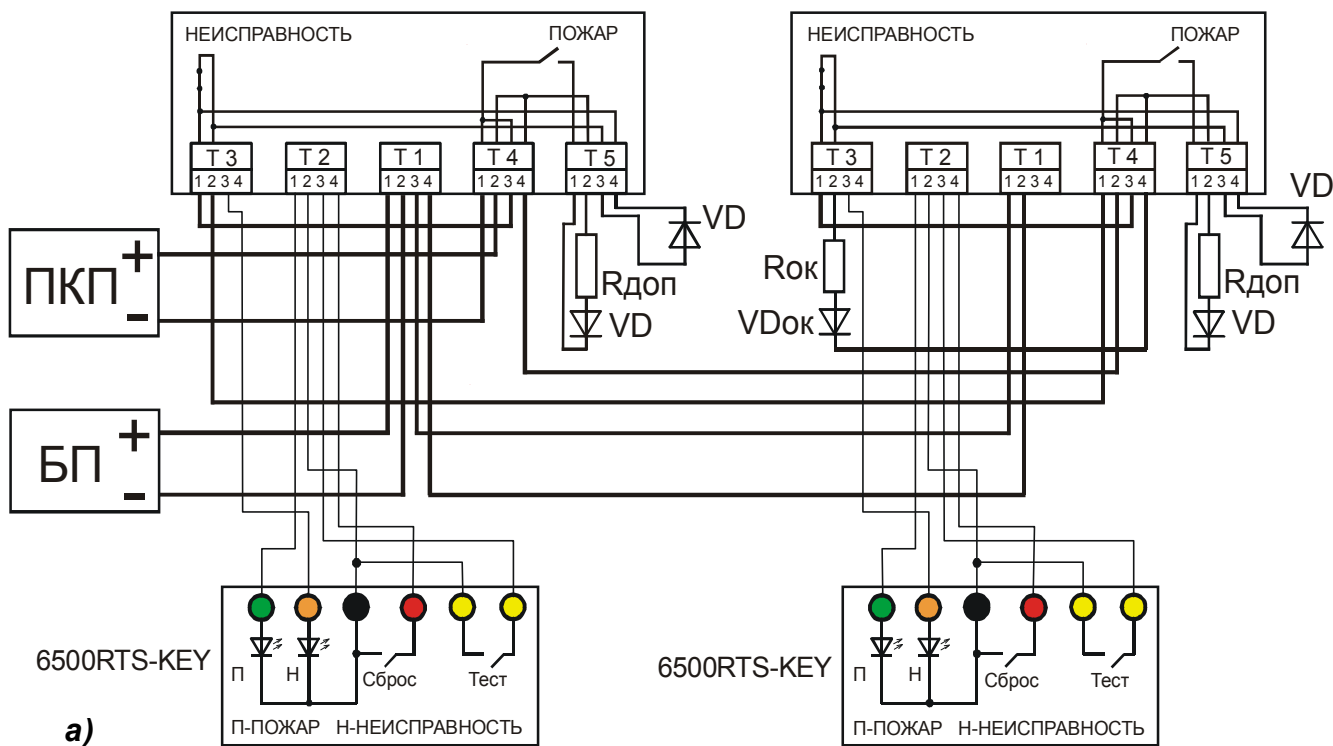 НЕИСПРАВНОСТЬ ПОЖАР
НЕИСПРАВНОСТЬ ПОЖАР
T 3 T 2 T 1 T 4 T 5
1 2 3 4 1 2 3 4 1 2 3 4 1 2 3 4 1 2 3 4
T 3 T 2 T 1 T 4 T 5
1 2 3 4 1 2 3 4 1 2 3 4 1 2 3 4 1 2 3 4
VD
VD
ПКП + -
Rдоп
VD
Rок
VDок
Rдоп
VD
БП + -
6500RTS-KEY
П Н Сброс Тест
П-ПОЖАР Н-НЕИСПРАВНОСТЬ
6500RTS-KEY
П Н Сброс Тест
П-ПОЖАР Н-НЕИСПРАВНОСТЬ
а)